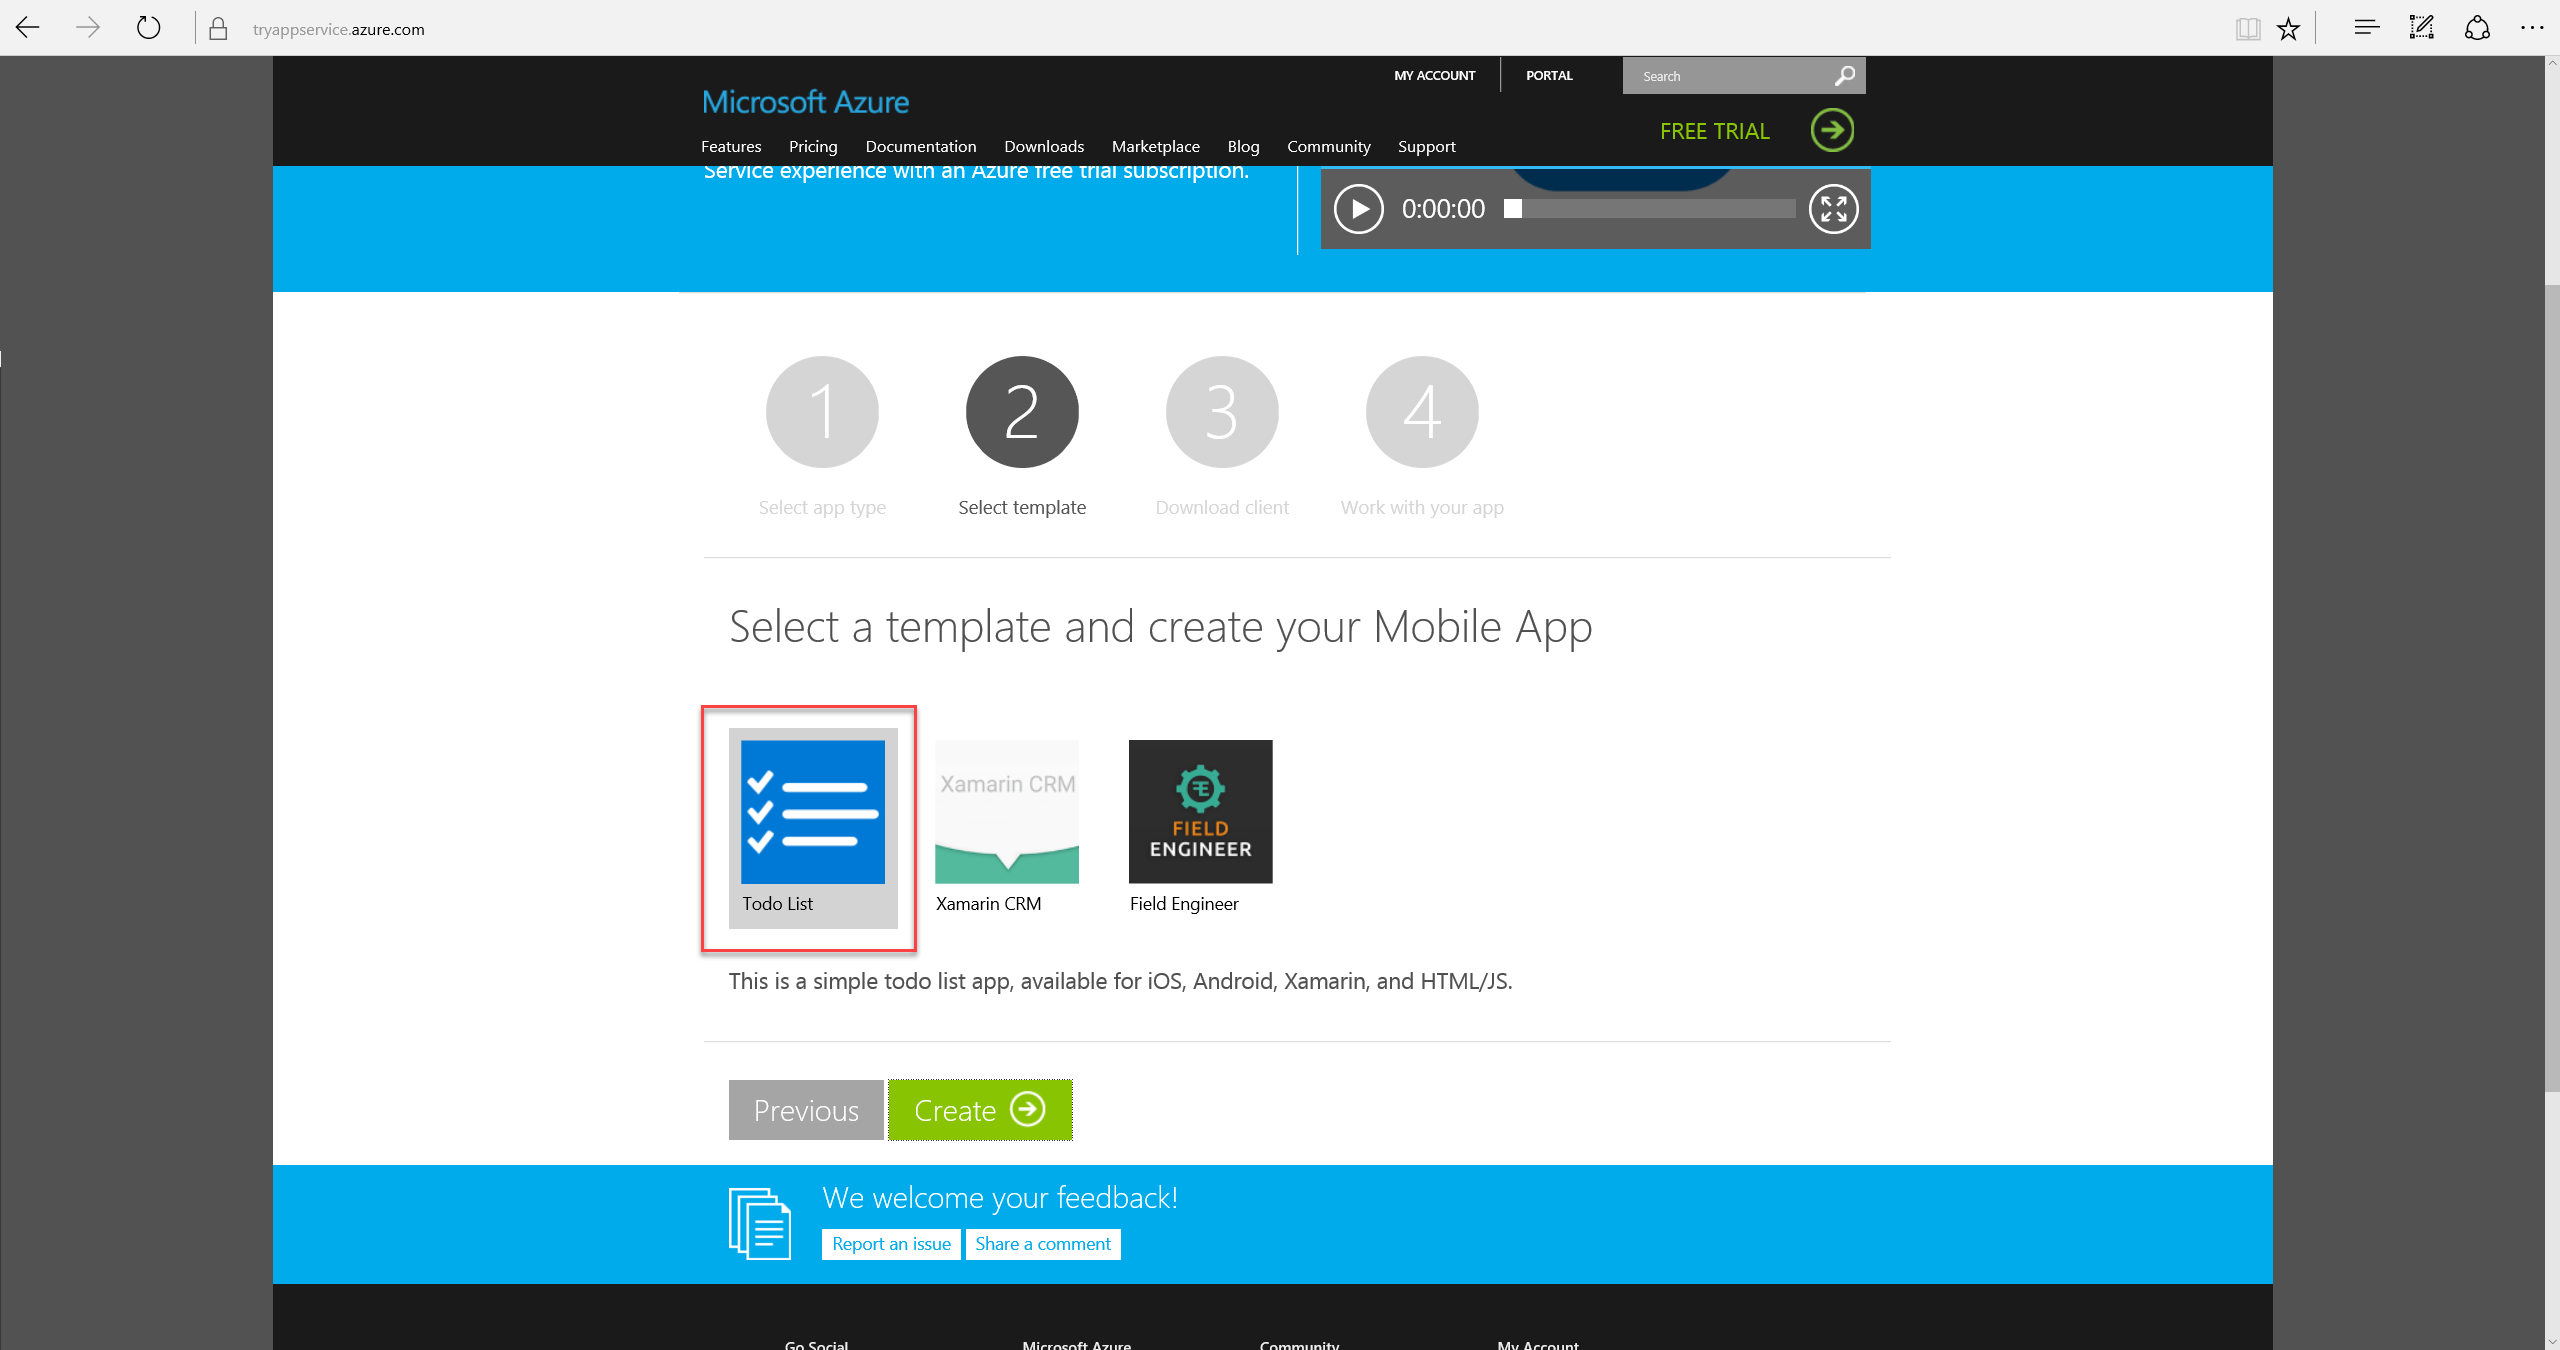 tryappservice.azure.com
MY ACCOUNT
PORTAL
Search
Microsoft Azure
FREE TRIAL
Features Pricing Documentation Downloads Marketplace Blog Community Support
Service experience with an Azure free trial subscription.
0:00:00
1 2 3 4
Select app type Select template Download client Work with your app
Select a template and create your Mobile App
Xamarin CRM
FIELD
ENGINEER
Todo List Xamarin CRM Field Engineer
This is a simple todo list app, available for iOS, Android, Xamarin, and HTML/JS.
Previous Create
We welcome your feedback!
Report an issue Share a comment
Go Social Microsoft Azure Community My Account